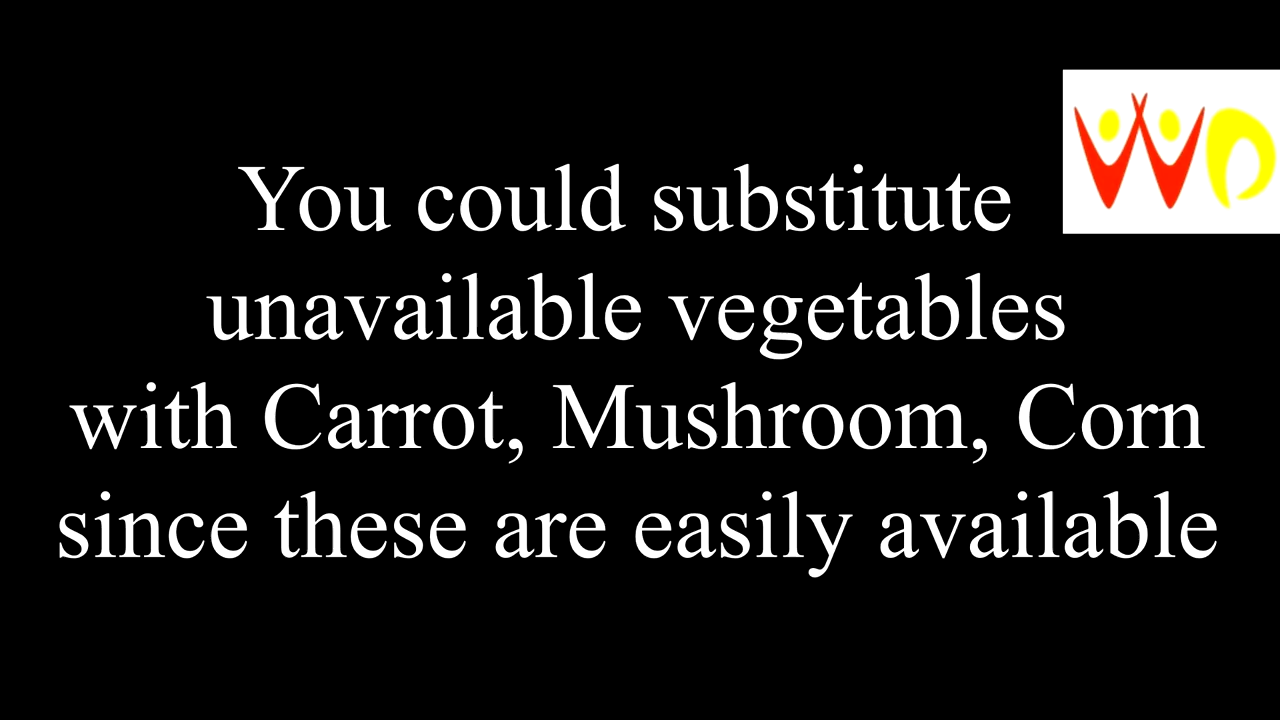 You could substitute
unavailable vegetables
with Carrot, Mushroom, Corn
since these are easily available